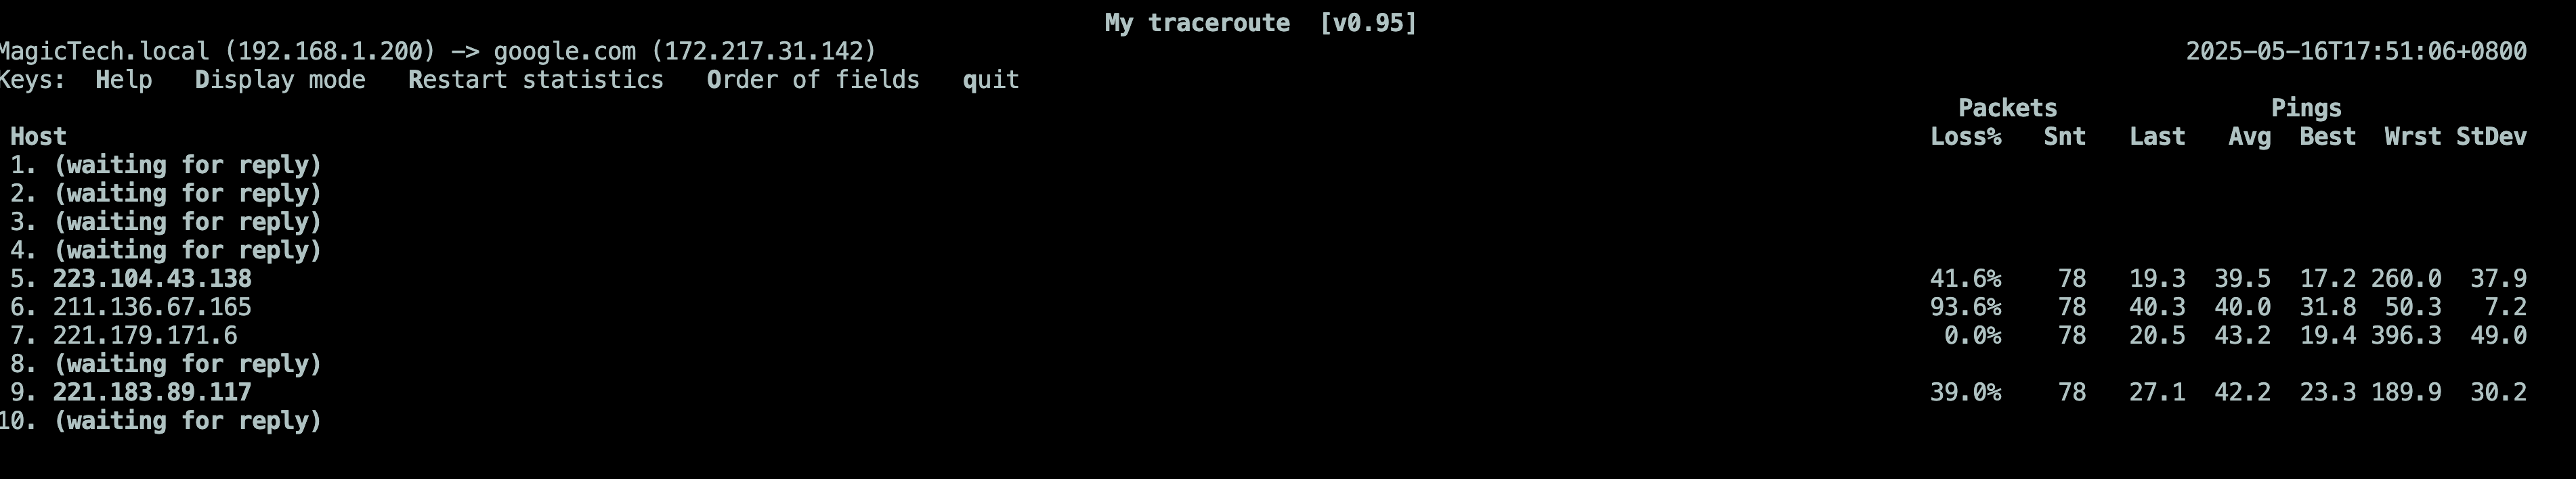 My traceroute [v0.95]
MagicTech.local (192.168.1.200) -> google.com (172.217.31.142) 2025-05-16T17:51:06+0800
Keys: Help Display mode Restart statistics Order of fields quit
Packets Pings
Host Loss% Snt Last Avg Best Wrst StDev
1. (waiting for reply)
2. (waiting for reply)
3. (waiting for reply)
4. (waiting for reply)
5. 223.104.43.138 41.6% 78 19.3 39.5 17.2 260.0 37.9
6. 211.136.67.165 93.6% 78 40.3 40.0 31.8 50.3 7.2
7. 221.179.171.6 0.0% 78 20.5 43.2 19.4 396.3 49.0
8. (waiting for reply)
9. 221.183.89.117 39.0% 78 27.1 42.2 23.3 189.9 30.2
10. (waiting for reply)